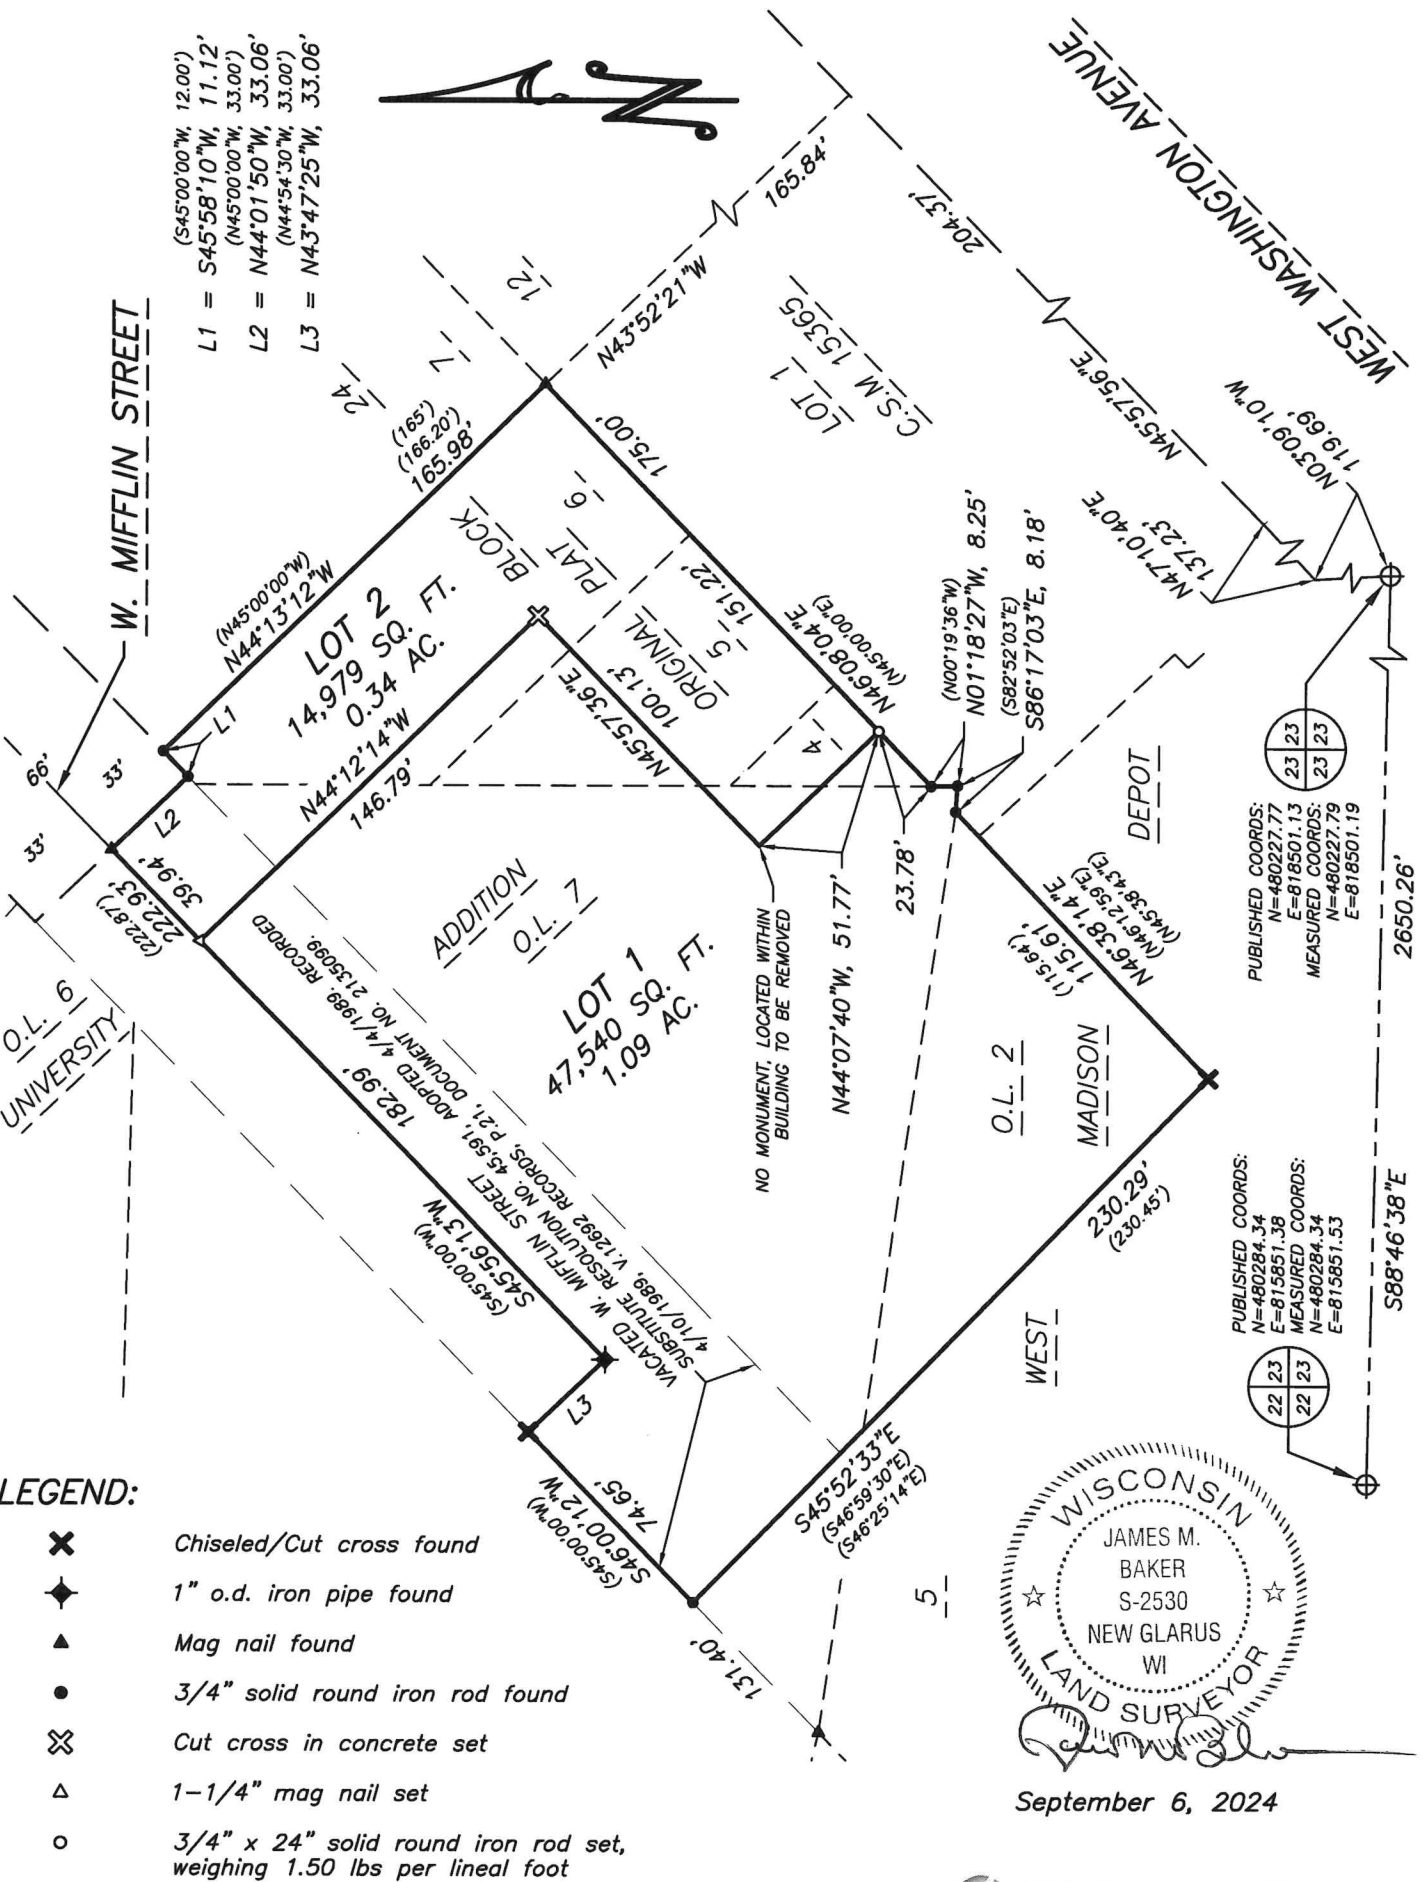 (S45°00'00"W, 12.00')
L1 = S45°58'10"W, 11.12'
(N45°00'00"W, 33.00')
L2 = N44°01'50"W, 33.06'
(N44°54'30"W, 33.00')
L3 = N43°47'25"W, 33.06'
N
W. MIFFLIN STREET
WEST WASHINGTON AVENUE
165.84'
N43°52'21"W
204.37'
N45°57'56"E
LOT 1
C.S.M 15365
12
7
24
(165')
(166.20')
165.98'
(N45°00'00"W)
N44°13'12"W
LOT 2
14,979 SQ. FT.
0.34 AC.
BLOCK
PLAT
6
ORIGINAL
5
4
175.00'
151.22'
N46°08'04"E
(N45°00'00"E)
N44°12'14"W
146.79'
N45°57'36"E
100.13'
L1
L2
66'
33'
33'
39.94'
222.93'
(222.87')
O.L. 6
UNIVERSITY
ADDITION
O.L. 7
LOT 1
47,540 SQ. FT.
1.09 AC.
VACATED W. MIFFLIN STREET
SUBSTITUTE RESOLUTION NO. 45,591, ADOPTED 4/4/1989. RECORDED
4/10/1989, V.12692 RECORDS, P.21, DOCUMENT NO. 2135099.
182.99'
S45°56'13"W
(S45°00'00"W)
L3
74.65'
S46°00'12"W
(S45°00'00"W)
131.40'
NO MONUMENT, LOCATED WITHIN
BUILDING TO BE REMOVED
N44°07'40"W, 51.77'
23.78'
(N00°19'36"W)
N01°18'27"W, 8.25'
(S82°52'03"E)
S86°17'03"E, 8.18'
N47°10'40"E
137.23'
N03°09'10"W
119.69'
DEPOT
N46°38'14"E
(N46°12'59"E)
(N45°38'43"E)
115.61'
(115.64')
O.L. 2
MADISON
WEST
5
230.29'
(230.45')
S45°52'33"E
(S46°59'30"E)
(S46°25'14"E)
23 23
23 23
PUBLISHED COORDS:
N=480227.77
E=818501.13
MEASURED COORDS:
N=480227.79
E=818501.19
2650.26'
S88°46'38"E
PUBLISHED COORDS:
N=480284.34
E=815851.38
MEASURED COORDS:
N=480284.34
E=815851.53
22 23
22 23
LEGEND:
Chiseled/Cut cross found
1" o.d. iron pipe found
Mag nail found
3/4" solid round iron rod found
Cut cross in concrete set
1-1/4" mag nail set
3/4" x 24" solid round iron rod set,
weighing 1.50 lbs per lineal foot
WISCONSIN
JAMES M.
BAKER
S-2530
NEW GLARUS
WI
LAND SURVEYOR
September 6, 2024